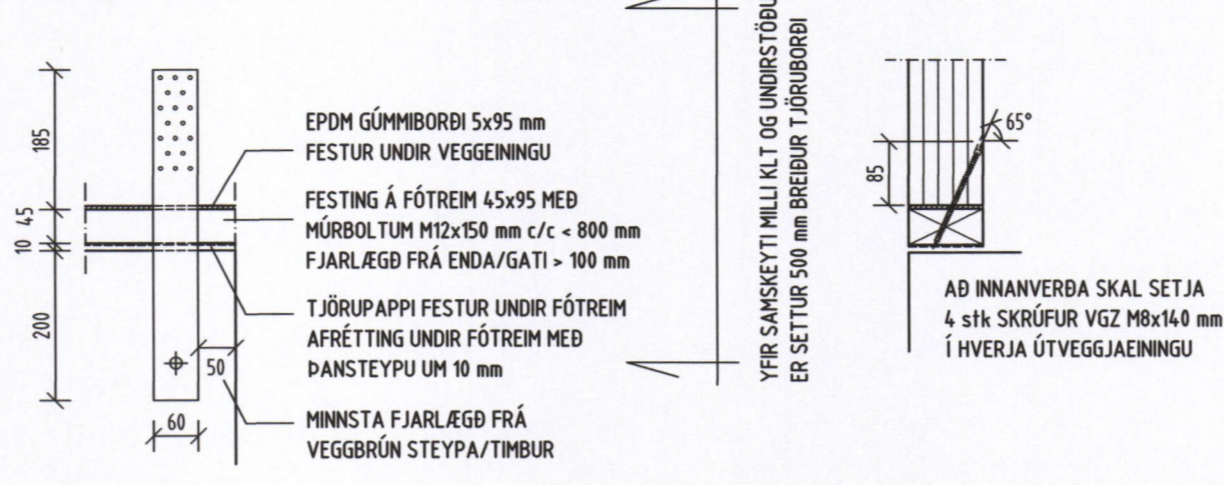 185
45
10
200
60
50
EPDM GÚMMIBORÐI 5x95 mm
FESTUR UNDIR VEGGEININGU
FESTING Á FÓTREIM 45x95 MEÐ
MÚRBOLTUM M12x150 mm c/c < 800 mm
FJARLÆGÐ FRÁ ENDA/GATI > 100 mm
TJÖRUPAPPI FESTUR UNDIR FÓTREIM
AFRÉTTING UNDIR FÓTREIM MEÐ
ÞANSTEYPU UM 10 mm
MINNSTA FJARLÆGÐ FRÁ
VEGGBRÚN STEYPA/TIMBUR
YFIR SAMSKEYTI MILLI KLT OG UNDIRSTÖÐU
ER SETTUR 500 mm BREIÐUR TJÖRUBORÐI
65°
85
AÐ INNANVERÐA SKAL SETJA
4 stk SKRÚFUR VGZ M8x140 mm
Í HVERJA ÚTVEGGJAEININGU